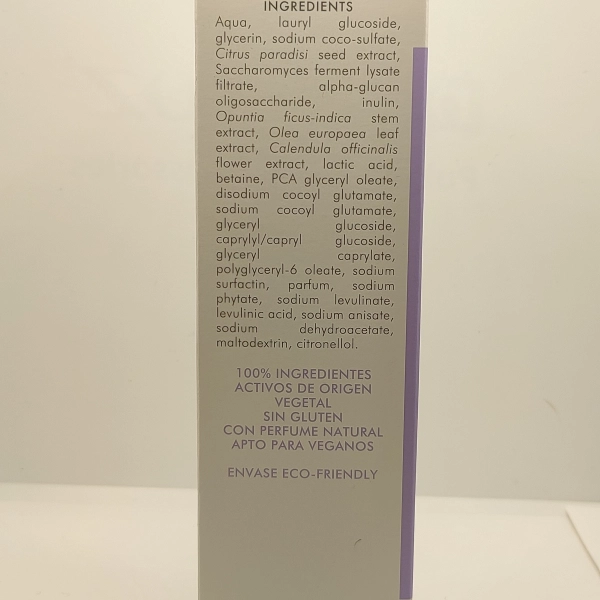 INGREDIENTS
Aqua, lauryl glucoside,
glycerin, sodium coco-sulfate,
Citrus paradisi seed extract,
Saccharomyces ferment lysate
filtrate, alpha-glucan
oligosaccharide, inulin,
Opuntia ficus-indica stem
extract, Olea europaea leaf
extract, Calendula officinalis
flower extract, lactic acid,
betaine, PCA glyceryl oleate,
disodium cocoyl glutamate,
sodium cocoyl glutamate,
glyceryl glucoside,
caprylyl/capryl glucoside,
glyceryl caprylate,
polyglyceryl-6 oleate, sodium
surfactin, parfum, sodium
phytate, sodium levulinate,
levulinic acid, sodium anisate,
sodium dehydroacetate,
maltodextrin, citronellol.
100% INGREDIENTES
ACTIVOS DE ORIGEN
VEGETAL
SIN GLUTEN
CON PERFUME NATURAL
APTO PARA VEGANOS
ENVASE ECO-FRIENDLY